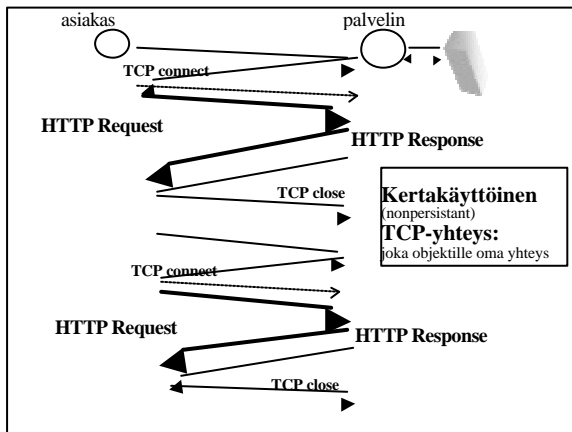 asiakas
palvelin
TCP connect
HTTP Request
HTTP Response
TCP close
Kertakäyttöinen
(nonpersistant)
TCP-yhteys:
joka objektille oma yhteys
TCP connect
HTTP Request
HTTP Response
TCP close